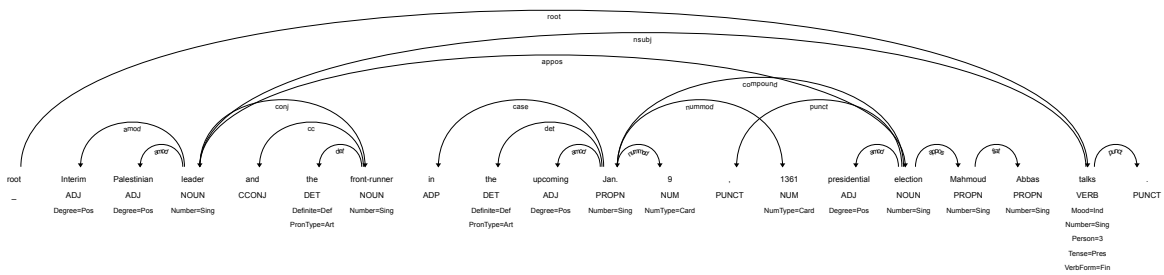 root
nsubj
appos
compound
conj case nummod punct
amod cc det
amod det amod nummod amod appos flat punct
root Interim Palestinian leader and the front-runner in the upcoming Jan. 9 , 1361 presidential election Mahmoud Abbas talks .
_ ADJ ADJ NOUN CCONJ DET NOUN ADP DET ADJ PROPN NUM PUNCT NUM ADJ NOUN PROPN PROPN VERB PUNCT
Degree=Pos Degree=Pos Number=Sing Definite=Def Number=Sing Definite=Def Degree=Pos Number=Sing NumType=Card NumType=Card Degree=Pos Number=Sing Number=Sing Number=Sing Mood=Ind
PronType=Art PronType=Art Number=Sing
Person=3
Tense=Pres
VerbForm=Fin